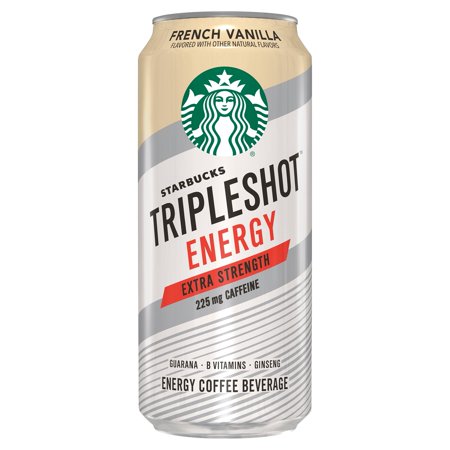 FRENCH VANILLA
FLAVORED WITH OTHER NATURAL FLAVORS
®
STARBUCKS
TRIPLESHOT®
ENERGY
EXTRA STRENGTH
225 mg CAFFEINE
GUARANA • B VITAMINS • GINSENG
ENERGY COFFEE BEVERAGE